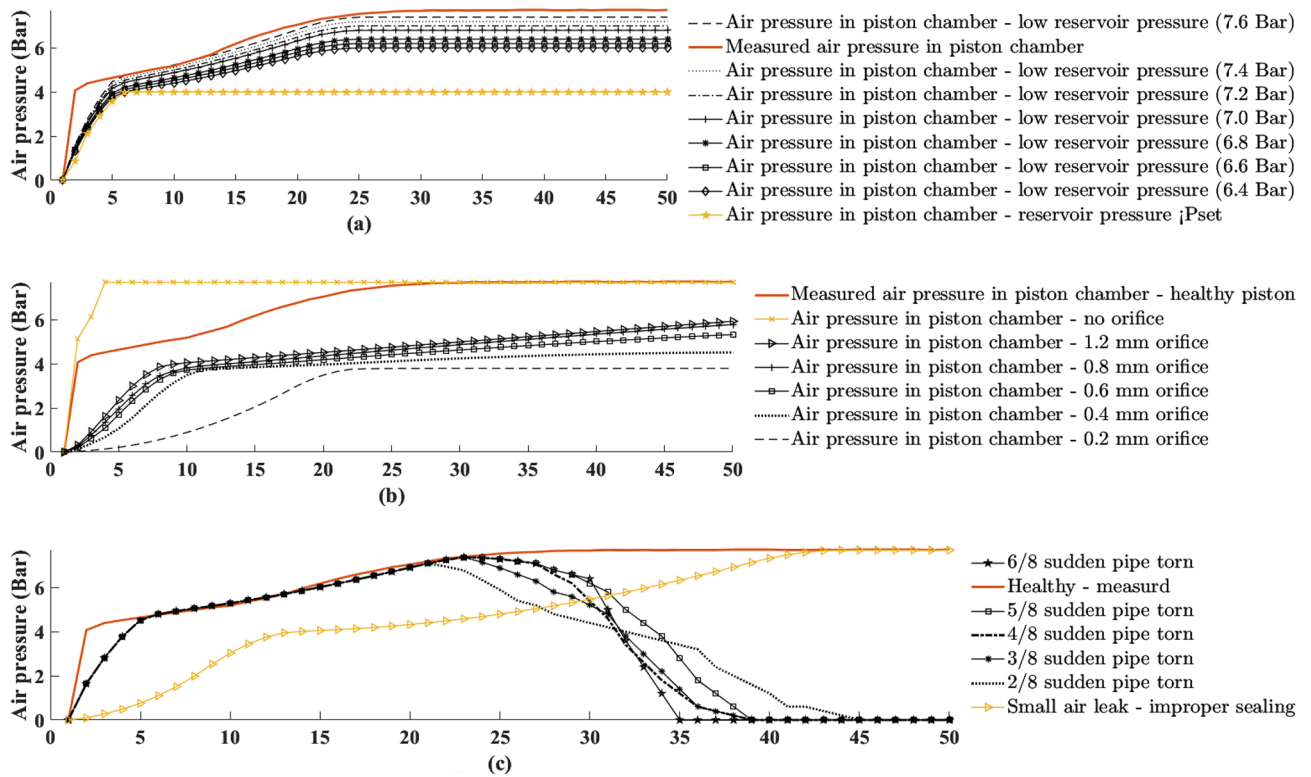 Air pressure (Bar)
6
4
2
0
0 5 10 15 20 25 30 35 40 45 50
(a)
Air pressure in piston chamber - low reservoir pressure (7.6 Bar)
Measured air pressure in piston chamber
Air pressure in piston chamber - low reservoir pressure (7.4 Bar)
Air pressure in piston chamber - low reservoir pressure (7.2 Bar)
Air pressure in piston chamber - low reservoir pressure (7.0 Bar)
Air pressure in piston chamber - low reservoir pressure (6.8 Bar)
Air pressure in piston chamber - low reservoir pressure (6.6 Bar)
Air pressure in piston chamber - low reservoir pressure (6.4 Bar)
Air pressure in piston chamber - reservoir pressure ¡Pset
Air pressure (Bar)
6
4
2
0
0 5 10 15 20 25 30 35 40 45 50
(b)
Measured air pressure in piston chamber - healthy piston
Air pressure in piston chamber - no orifice
Air pressure in piston chamber - 1.2 mm orifice
Air pressure in piston chamber - 0.8 mm orifice
Air pressure in piston chamber - 0.6 mm orifice
Air pressure in piston chamber - 0.4 mm orifice
Air pressure in piston chamber - 0.2 mm orifice
Air pressure (Bar)
6
4
2
0
0 5 10 15 20 25 30 35 40 45 50
(c)
6/8 sudden pipe torn
Healthy - measurd
5/8 sudden pipe torn
4/8 sudden pipe torn
3/8 sudden pipe torn
2/8 sudden pipe torn
Small air leak - improper sealing